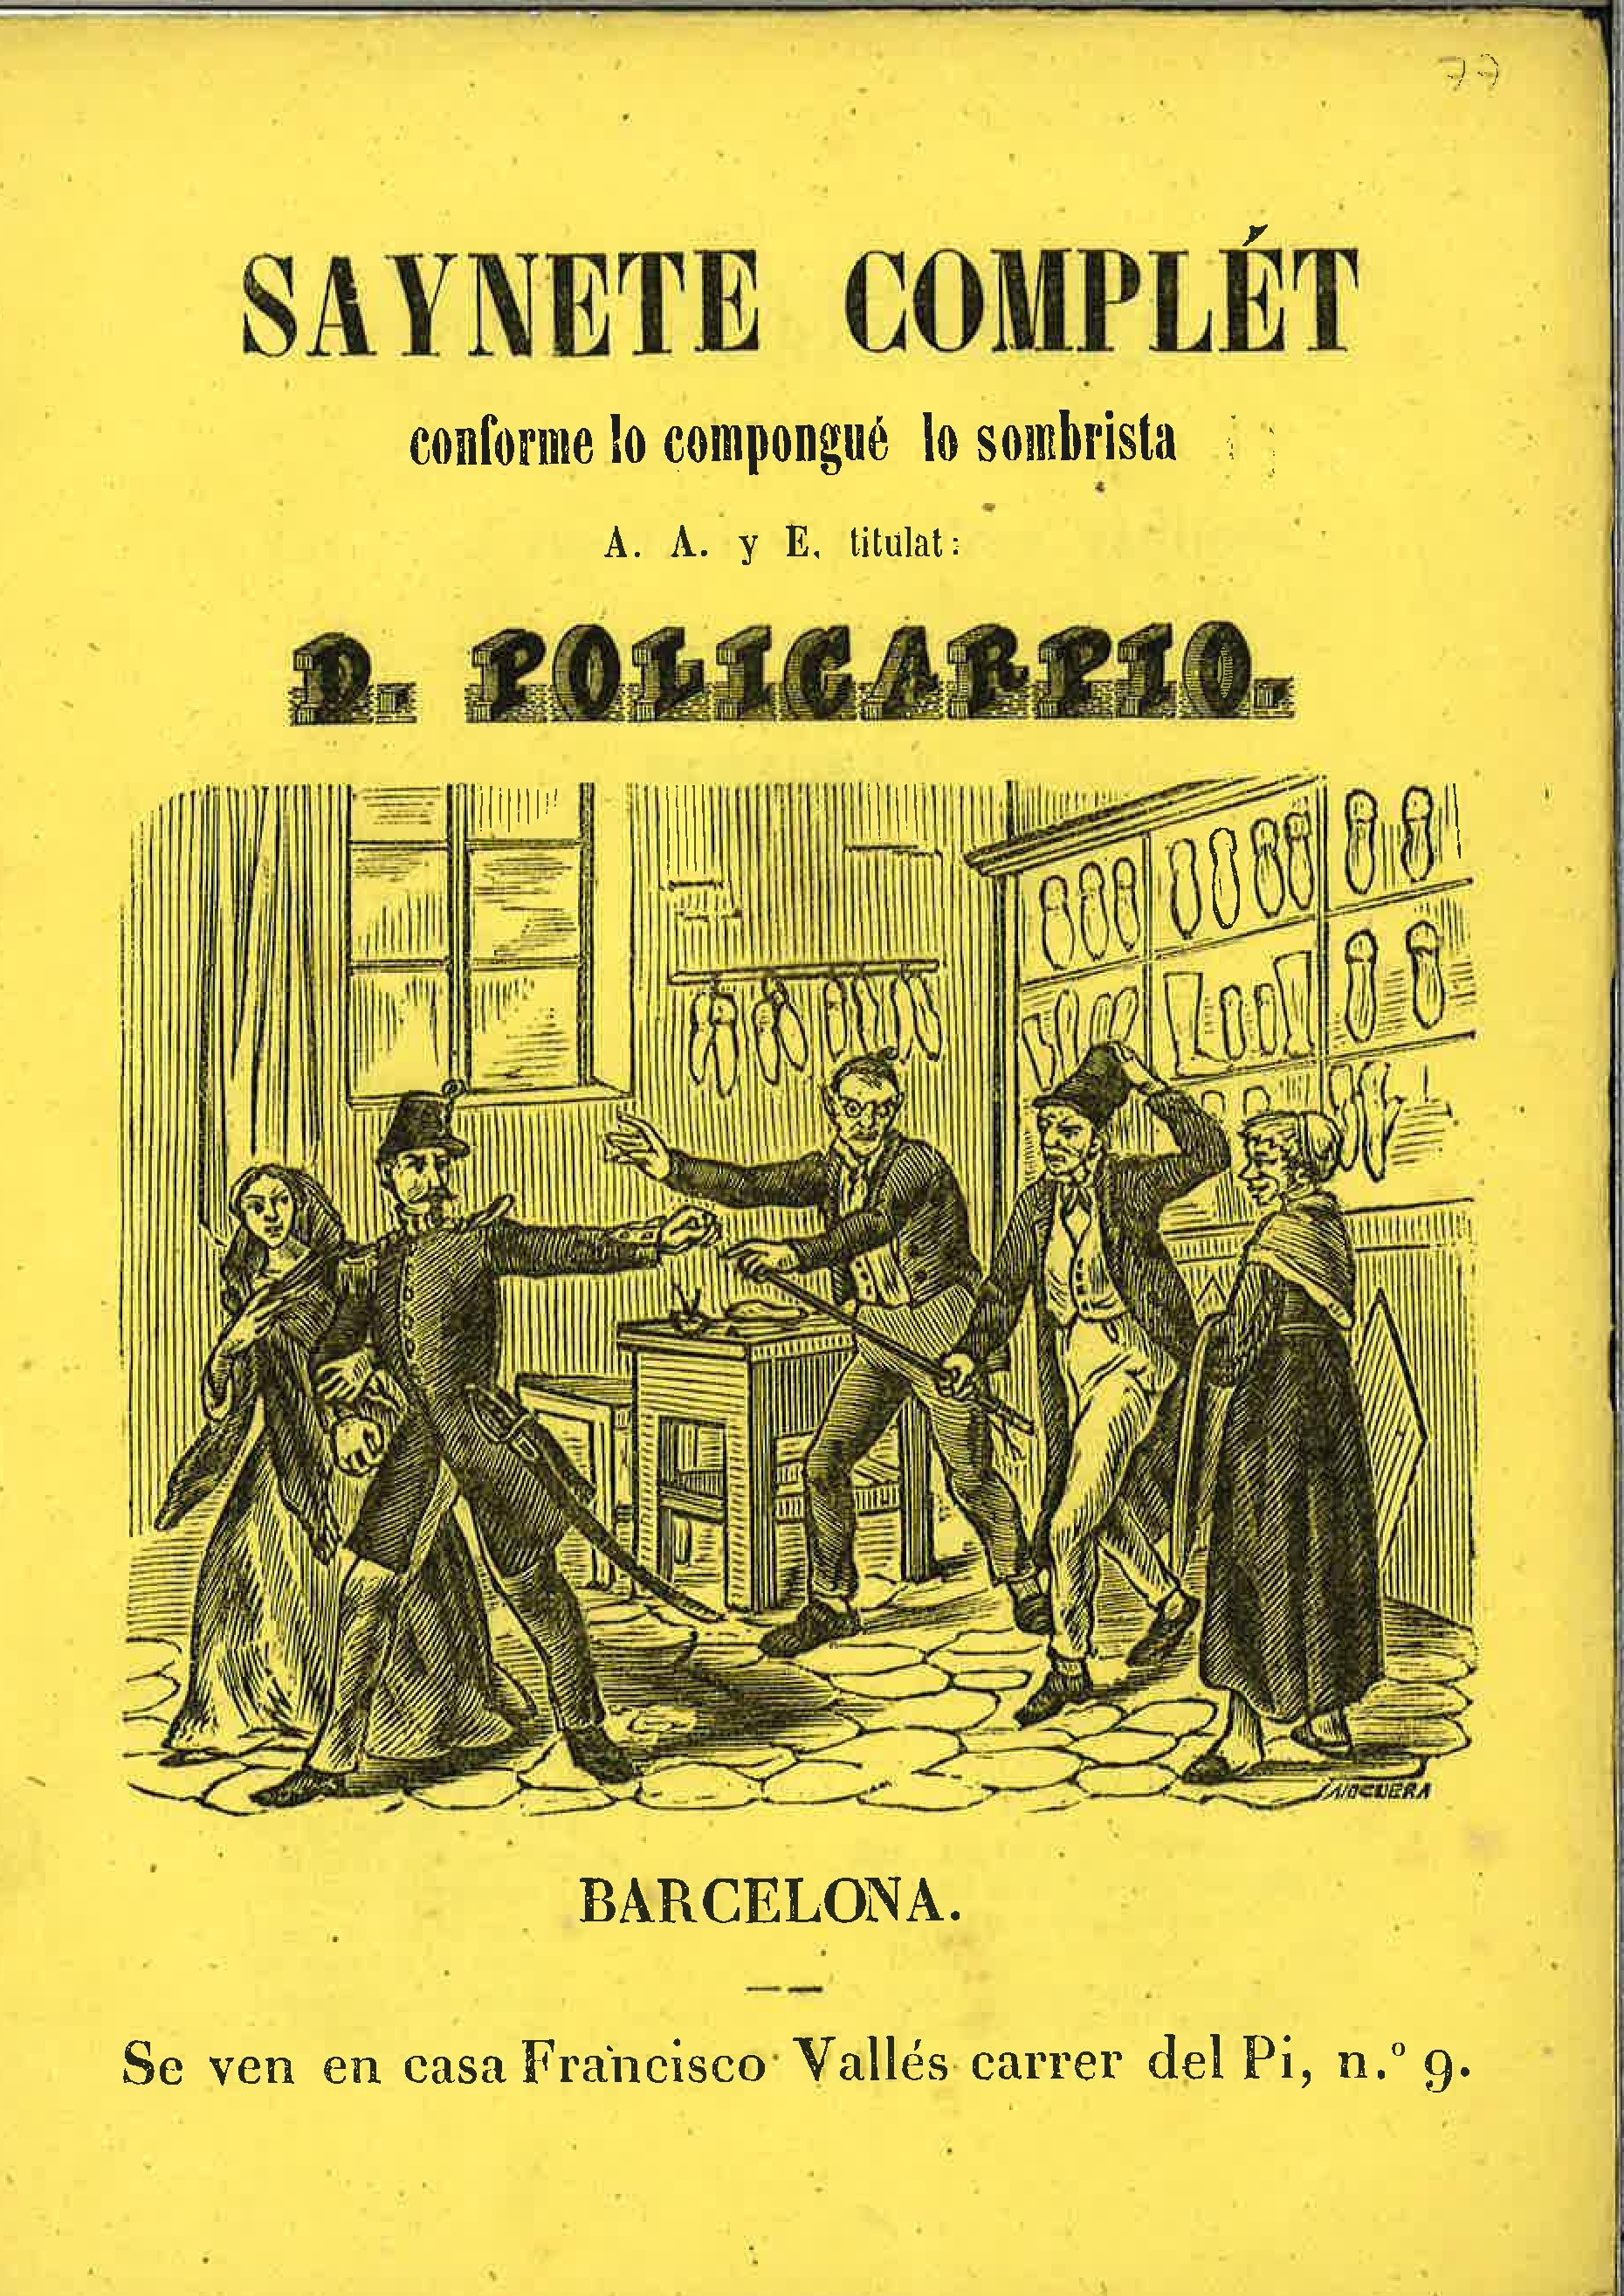 77
SAYNETE COMPLÉT
conforme lo compongué lo sombrista
A. A. y E. titulat:
D. POLICARPIO.
NOGUERA
BARCELONA.
Se ven en casa Francisco Vallés carrer del Pi, n.º 9.